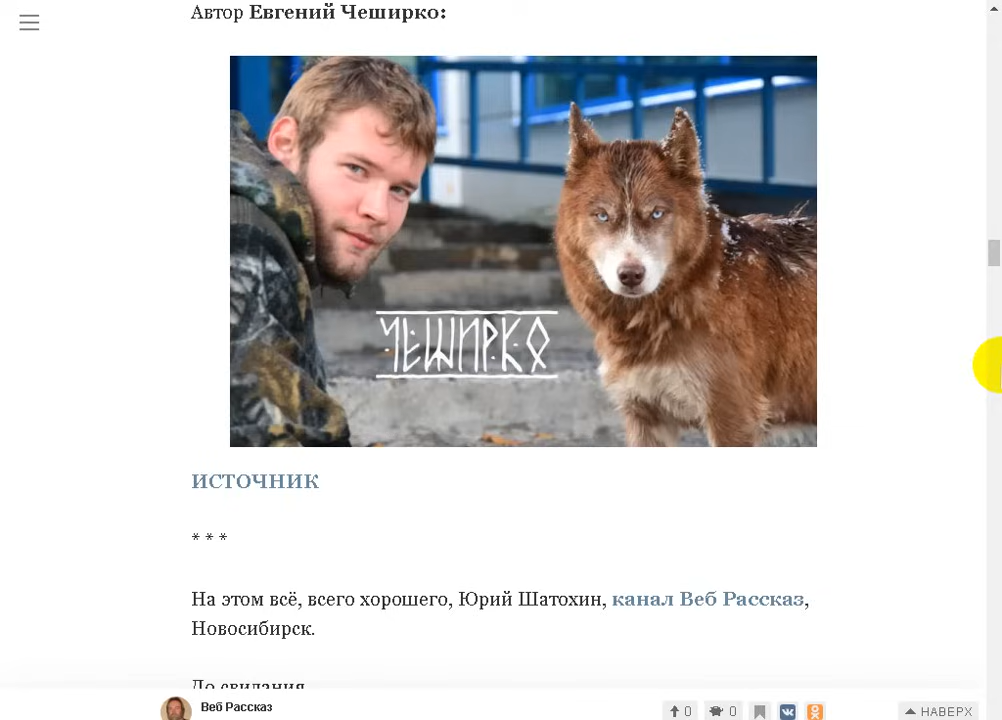 Автор Евгений Чеширко:
ЧЕШИРКО
ИСТОЧНИК
* * *
На этом всё, всего хорошего, Юрий Шатохин, канал Веб Рассказ,
Новосибирск.
До свидания
Веб Рассказ
0
0
НАВЕРХ